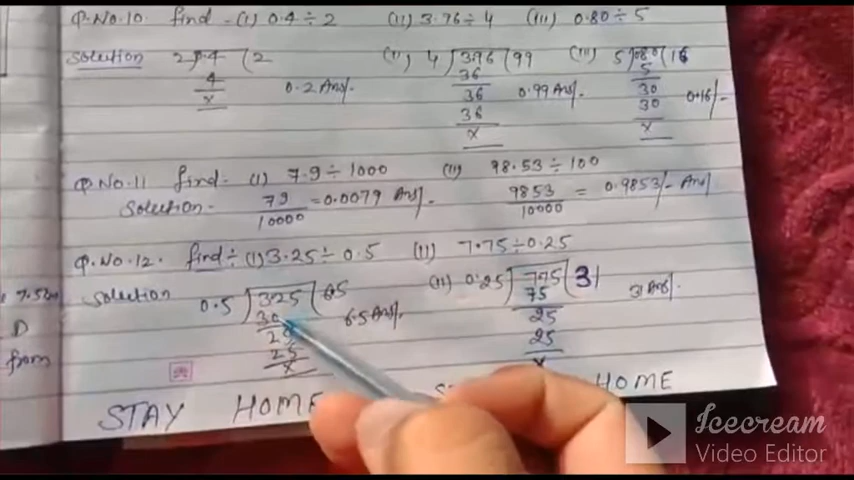 Q.No.10. find - (i) 0.4÷2 (ii) 3.96÷4 (iii) 0.80÷5
Solution 2)0.4(2 (ii) 4)396(99 (iii) 5)080(16
4 36 5
x 0.2 Ans/. 36 0.99 Ans/. 30 0.16/-
36 30
x x
Q.No.11 find - (i) 7.9÷1000 (ii) 98.53÷100
Solution - 79/10000 = 0.0079 Ans/. 9853/10000 = 0.9853/- Ans
Q.No.12. find ÷ (i) 3.25÷0.5 (ii) 7.75÷0.25
Solution 0.5)325(65 (ii) 0.25)775(31
30 6.5 Ans/. 75 31 Ans/.
25 25
25 25
x x
D
from
STAY HOME HOME
Icecream
Video Editor